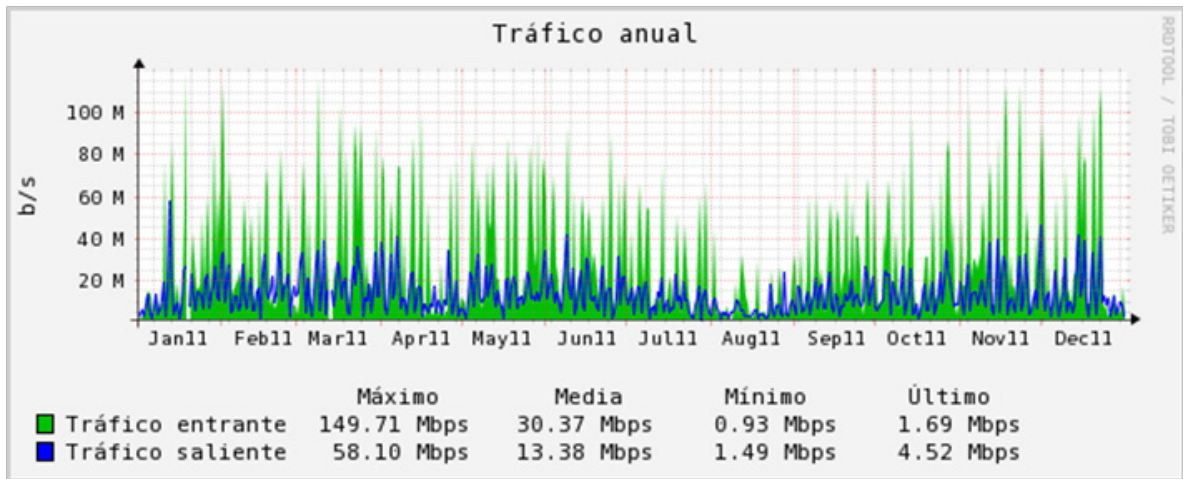 Tráfico anual
RRDTOOL / TOBI OETIKER
b/s
100 M
80 M
60 M
40 M
20 M
Jan11 Feb11 Mar11 Apr11 May11 Jun11 Jul11 Aug11 Sep11 Oct11 Nov11 Dec11
Máximo Media Mínimo Último
Tráfico entrante 149.71 Mbps 30.37 Mbps 0.93 Mbps 1.69 Mbps
Tráfico saliente 58.10 Mbps 13.38 Mbps 1.49 Mbps 4.52 Mbps